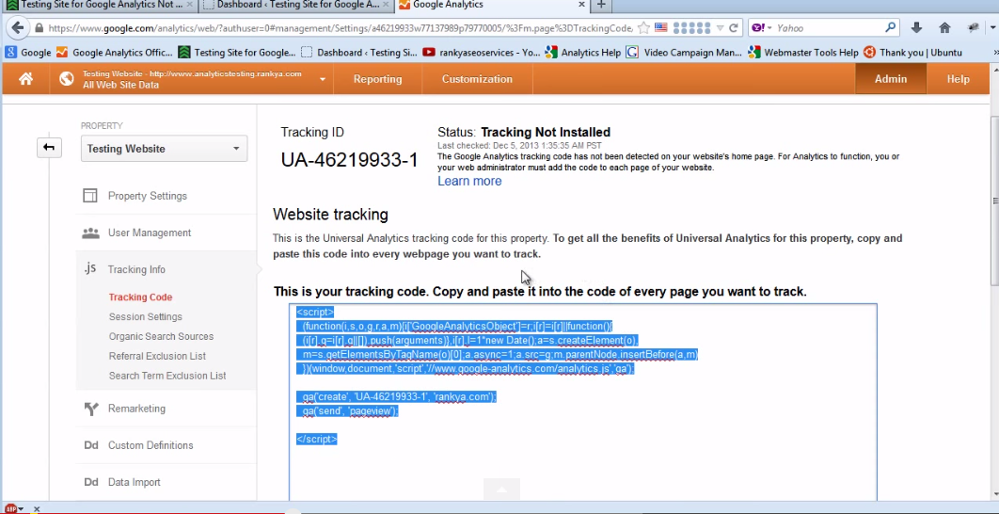 Testing Site for Google Analytics Not ...
Dashboard ‹ Testing Site for Google A...
Google Analytics
https://www.google.com/analytics/web/?authuser=0#management/Settings/a46219933w77137989p79770005/%3Fm.page%3DTrackingCode,
Yahoo
Google
Google Analytics Offic...
Testing Site for Google...
Dashboard ‹ Testing Si...
rankyaseoservices - Yo...
Analytics Help
Video Campaign Man...
Webmaster Tools Help
Thank you | Ubuntu
Testing Website - http://www.analyticstesting.rankya.com
All Web Site Data
Reporting
Customization
Admin
Help
PROPERTY
Testing Website
Property Settings
User Management
.js Tracking Info
Tracking Code
Session Settings
Organic Search Sources
Referral Exclusion List
Search Term Exclusion List
Remarketing
Dd Custom Definitions
Dd Data Import
Tracking ID
UA-46219933-1
Status: Tracking Not Installed
Last checked: Dec 5, 2013 1:35:35 AM PST
The Google Analytics tracking code has not been detected on your website's home page. For Analytics to function, you or
your web administrator must add the code to each page of your website.
Learn more
Website tracking
This is the Universal Analytics tracking code for this property. To get all the benefits of Universal Analytics for this property, copy and
paste this code into every webpage you want to track.
This is your tracking code. Copy and paste it into the code of every page you want to track.
<script>
(function(i,s,o,g,r,a,m){i['GoogleAnalyticsObject']=r;i[r]=i[r]||function(){
(i[r].q=i[r].q||[]).push(arguments)},i[r].l=1*new Date();a=s.createElement(o),
m=s.getElementsByTagName(o)[0];a.async=1;a.src=g;m.parentNode.insertBefore(a,m)
})(window,document,'script','//www.google-analytics.com/analytics.js','ga');
ga('create', 'UA-46219933-1', 'rankya.com');
ga('send', 'pageview');
</script>
ABP